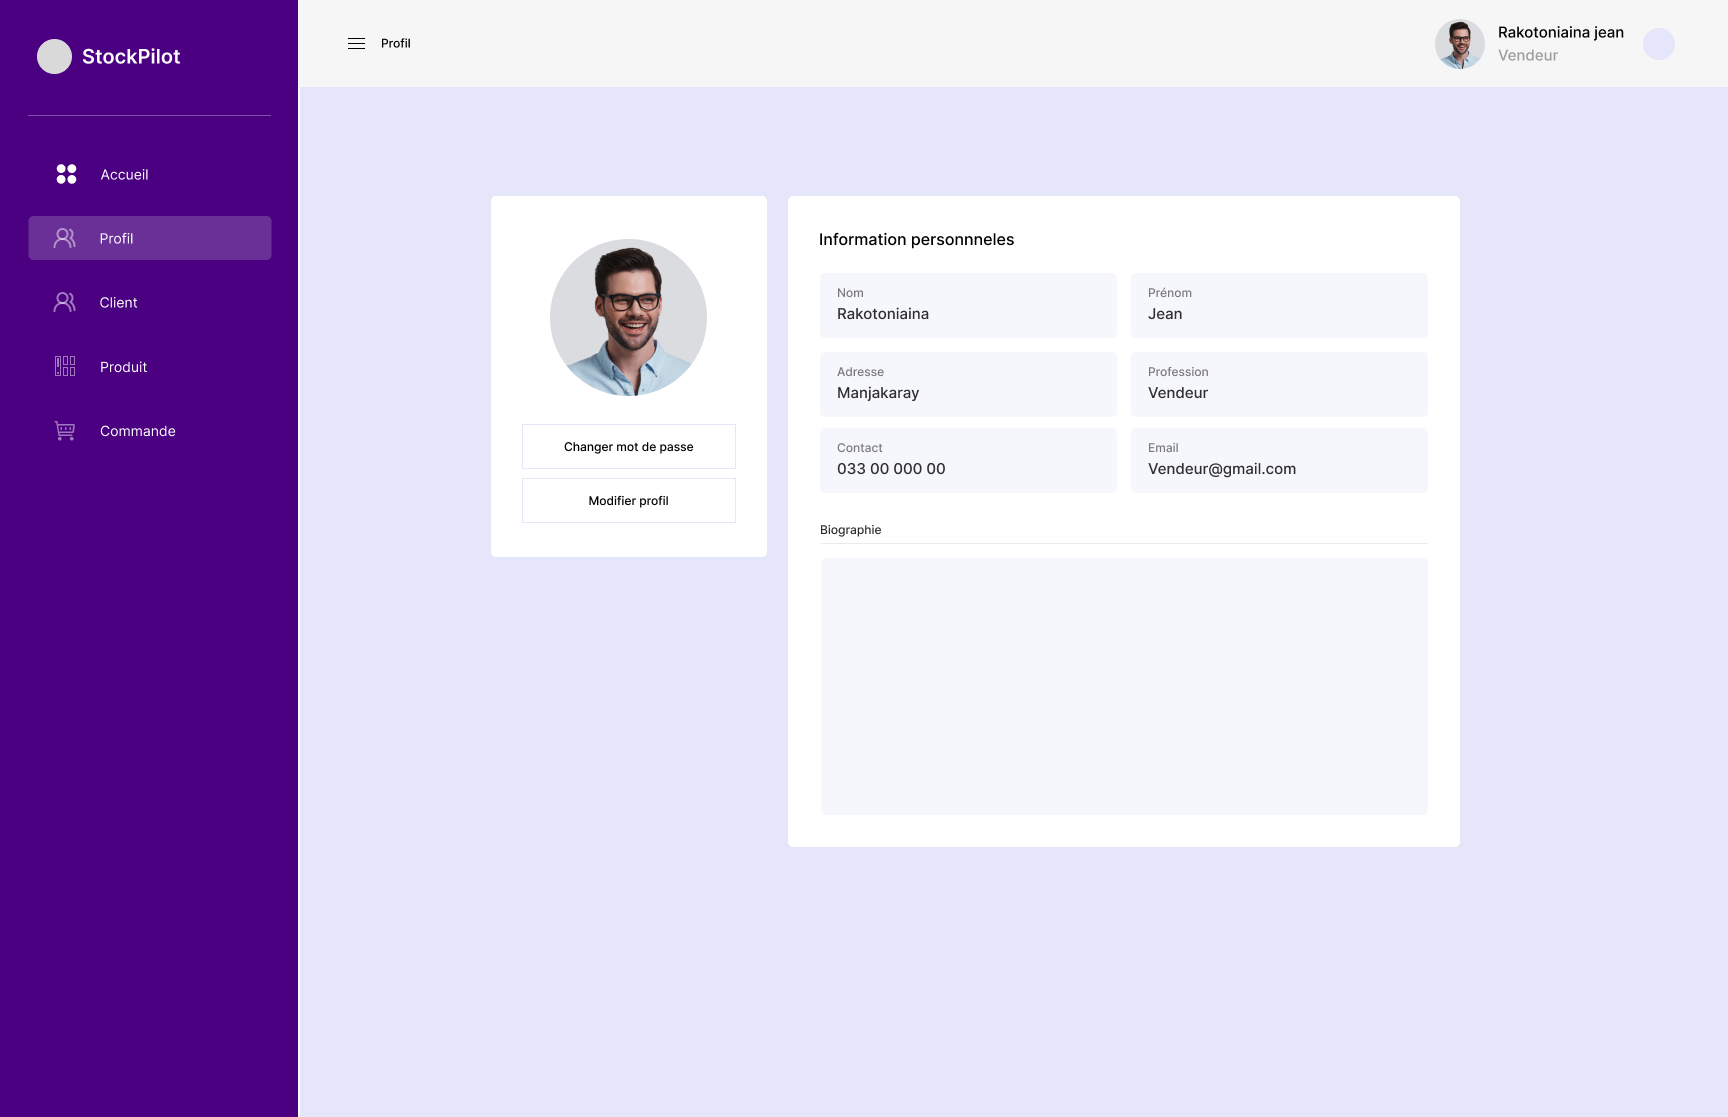 StockPilot
Accueil
Profil
Client
Produit
Commande
Profil
Rakotoniaina jean
Vendeur
Changer mot de passe
Modifier profil
Information personnneles
Nom
Rakotoniaina
Prénom
Jean
Adresse
Manjakaray
Profession
Vendeur
Contact
033 00 000 00
Email
Vendeur@gmail.com
Biographie